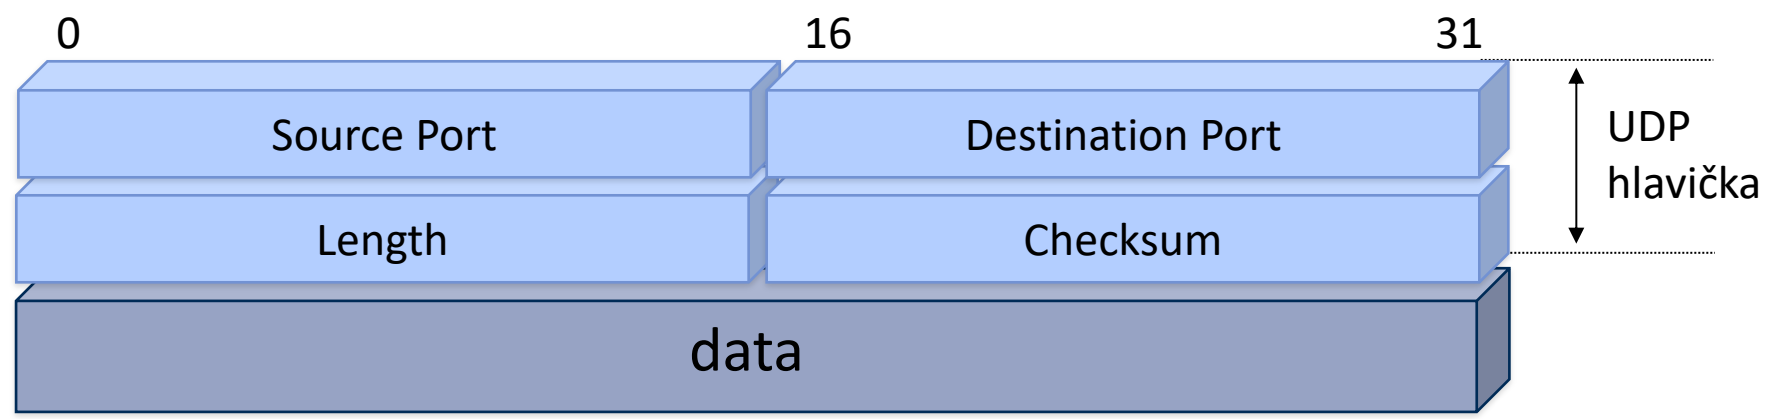 0 16 31
Source Port Destination Port
UDP
hlavička
Length Checksum
data